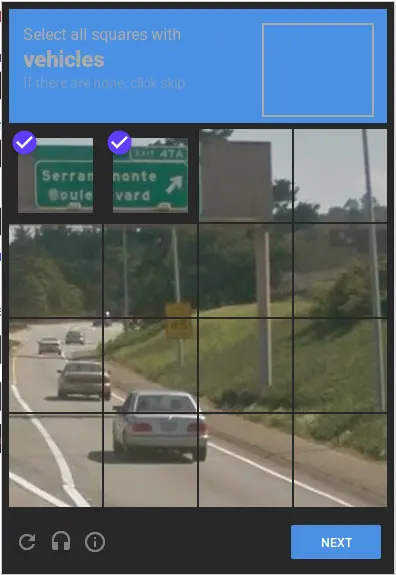 Select all squares with
vehicles
If there are none, click skip
EXIT 47A
Serramonte
Boulevard
45
NEXT